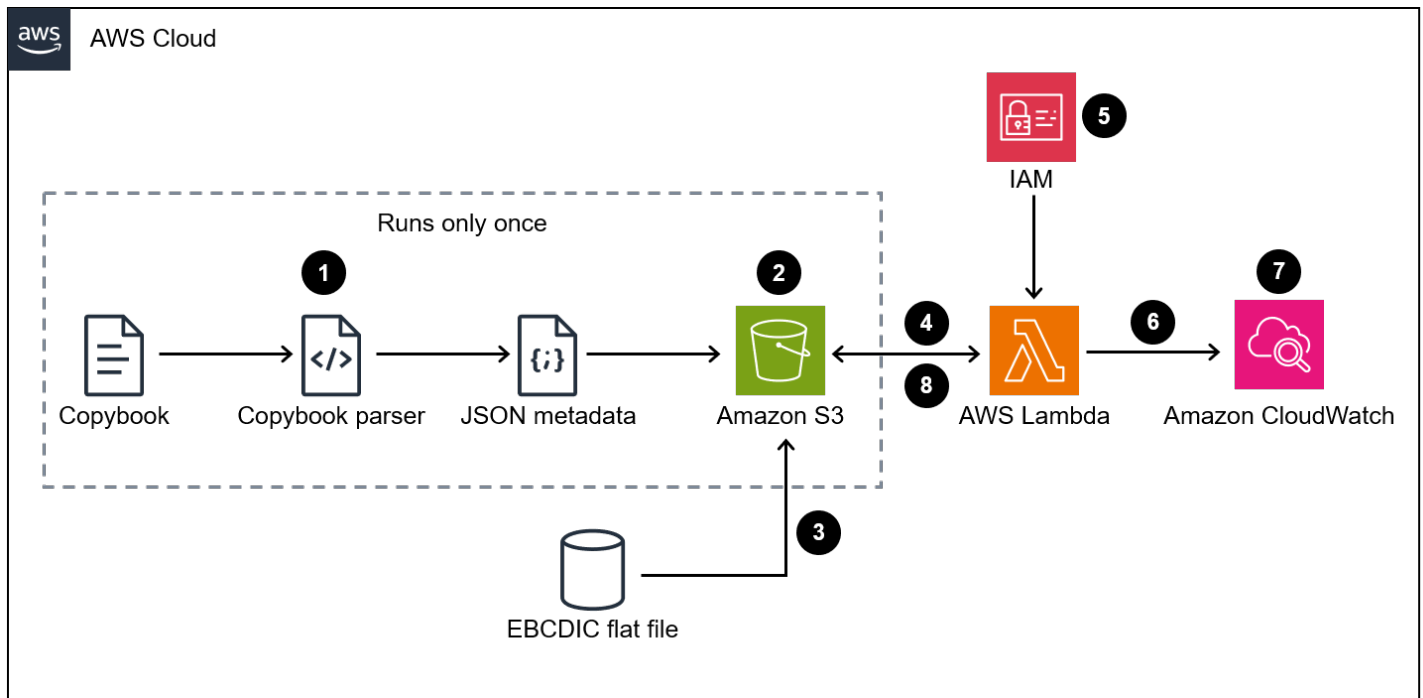 aws
AWS Cloud
5
IAM
Runs only once
1
2
7
4
6
</>
{;}
8
Copybook
Copybook parser
JSON metadata
Amazon S3
AWS Lambda
Amazon CloudWatch
3
EBCDIC flat file